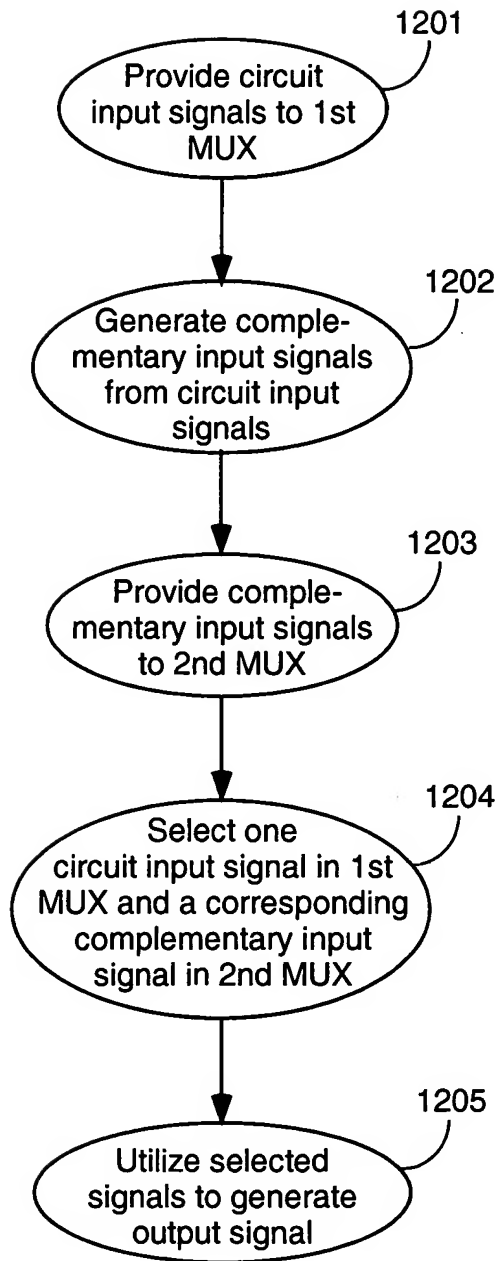 1201
Provide circuit
input signals to 1st
MUX
1202
Generate comple-
mentary input signals
from circuit input
signals
1203
Provide comple-
mentary input signals
to 2nd MUX
1204
Select one
circuit input signal in 1st
MUX and a corresponding
complementary input
signal in 2nd MUX
1205
Utilize selected
signals to generate
output signal